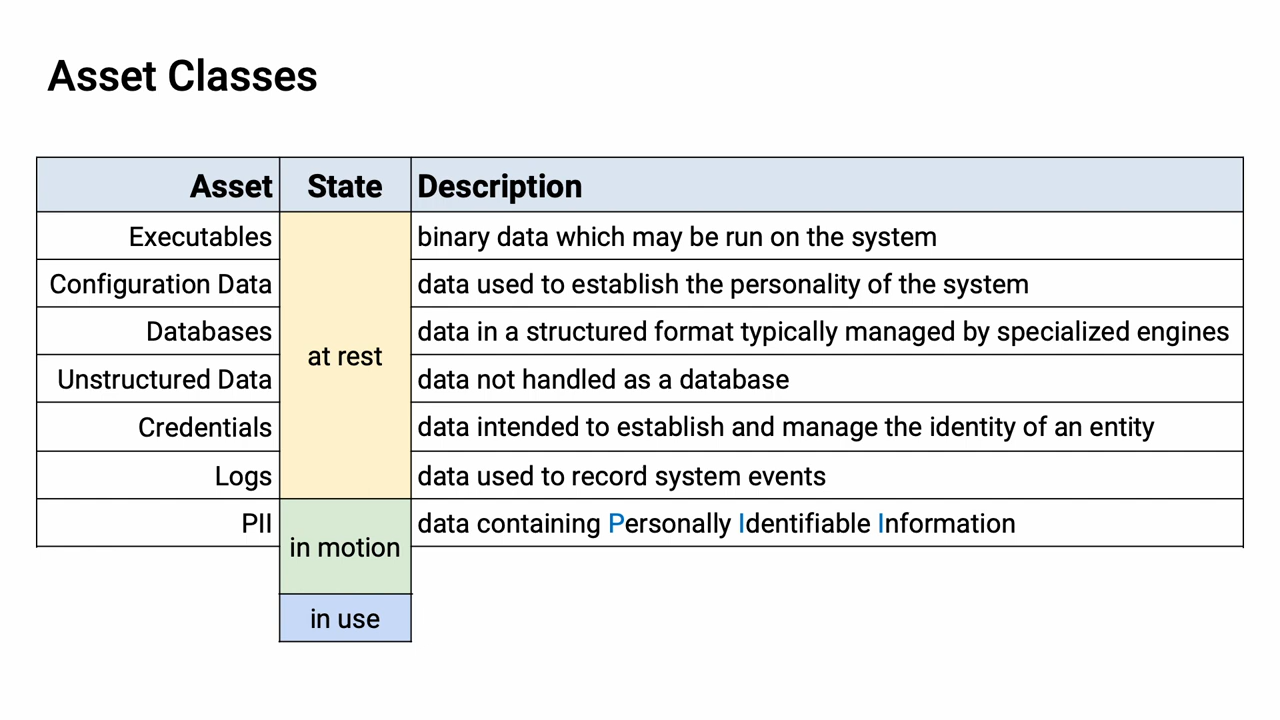 Asset Classes
Asset State Description
Executables binary data which may be run on the system
Configuration Data data used to establish the personality of the system
Databases data in a structured format typically managed by specialized engines
at rest
Unstructured Data data not handled as a database
Credentials data intended to establish and manage the identity of an entity
Logs data used to record system events
PII data containing Personally Identifiable Information
in motion
in use